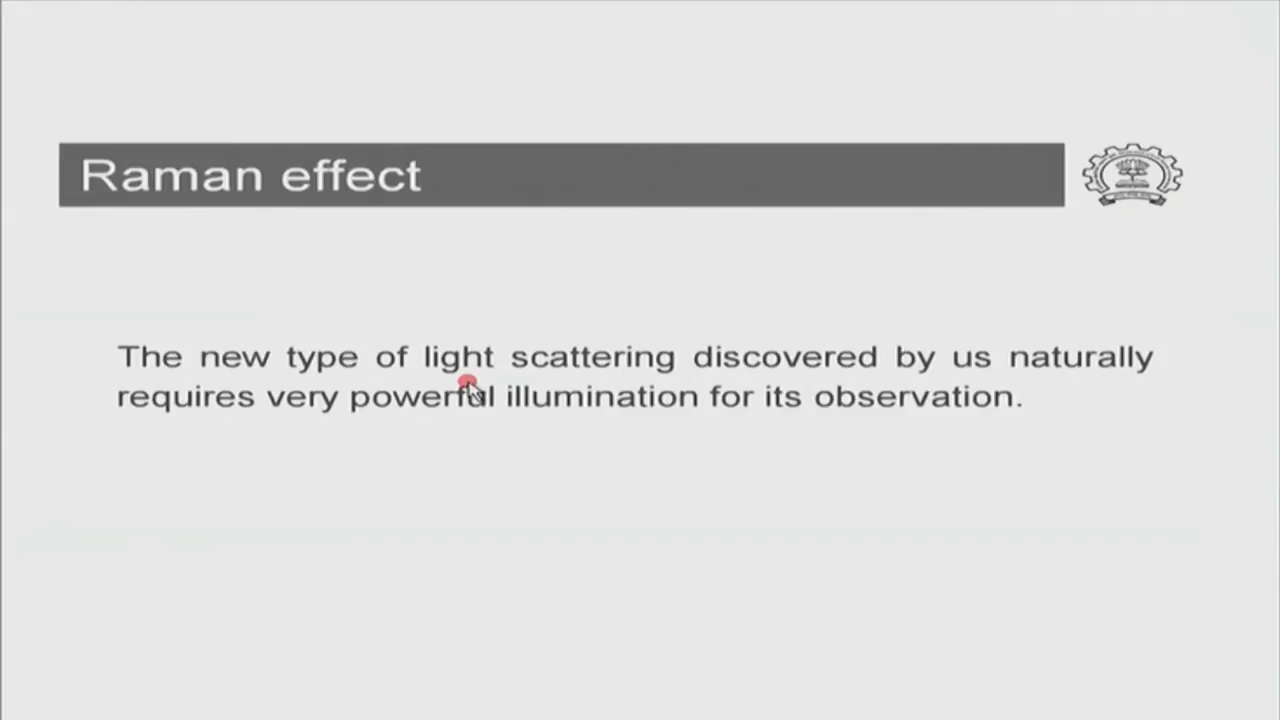 Raman effect
The new type of light scattering discovered by us naturally
requires very powerful illumination for its observation.